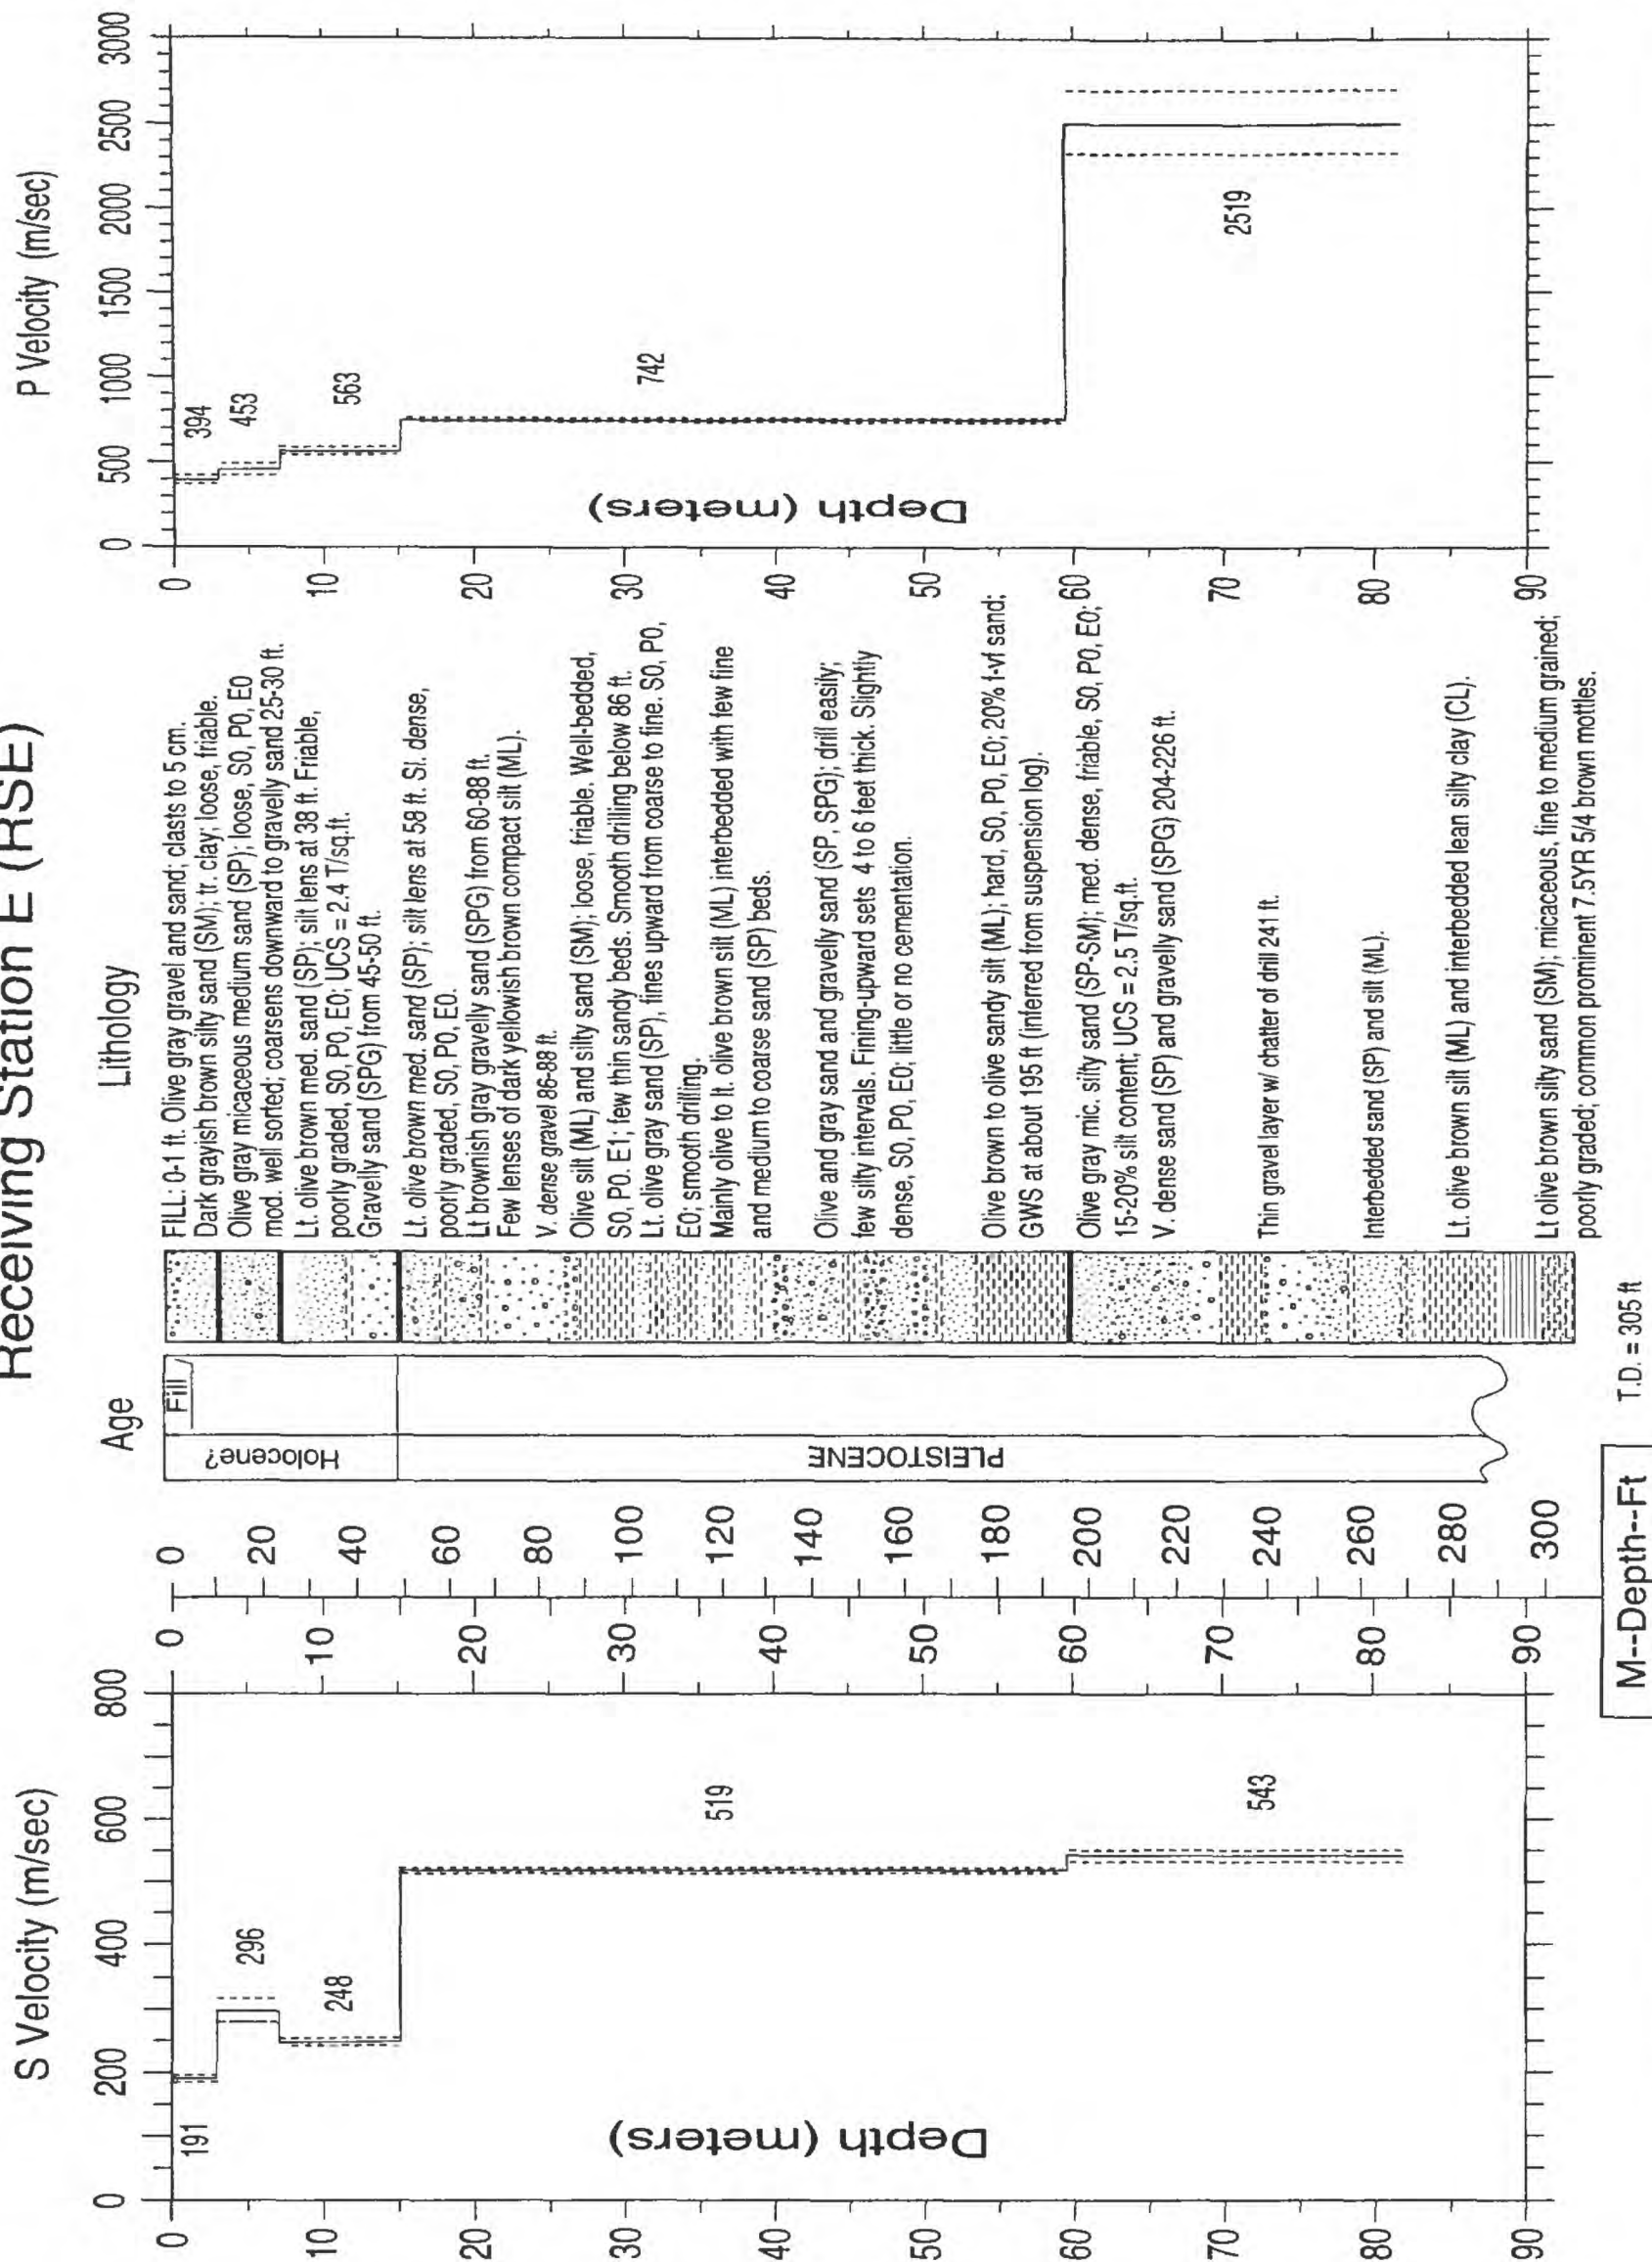 Receiving Station E (RSE)
S Velocity (m/sec)
0
200
400
600
800
0
10
20
30
40
50
60
70
80
90
Depth (meters)
191
296
248
519
543
0
10
20
30
40
50
60
70
80
90
0
20
40
60
80
100
120
140
160
180
200
220
240
260
280
300
M--Depth--Ft
Age
Fill
Holocene?
PLEISTOCENE
T.D. = 305 ft
Lithology
FILL: 0-1 ft. Olive gray gravel and sand; clasts to 5 cm.
Dark grayish brown silty sand (SM); tr. clay; loose, friable.
Olive gray micaceous medium sand (SP); loose, S0, P0, E0
mod. well sorted; coarsens downward to gravelly sand 25-30 ft.
Lt. olive brown med. sand (SP); silt lens at 38 ft. Friable,
poorly graded, S0, P0, E0; UCS = 2.4 T/sq.ft.
Gravelly sand (SPG) from 45-50 ft.
Lt. olive brown med. sand (SP); silt lens at 58 ft. Sl. dense,
poorly graded, S0, P0, E0.
Lt brownish gray gravelly sand (SPG) from 60-88 ft.
Few lenses of dark yellowish brown compact silt (ML).
V. dense gravel 86-88 ft.
Olive silt (ML) and silty sand (SM); loose, friable. Well-bedded,
S0, P0. E1; few thin sandy beds. Smooth drilling below 86 ft.
Lt. olive gray sand (SP), fines upward from coarse to fine. S0, P0,
E0; smooth drilling.
Mainly olive to lt. olive brown silt (ML) interbedded with few fine
and medium to coarse sand (SP) beds.
Olive and gray sand and gravelly sand (SP, SPG); drill easily;
few silty intervals. Fining-upward sets 4 to 6 feet thick. Slightly
dense, S0, P0, E0; little or no cementation.
Olive brown to olive sandy silt (ML); hard, S0, P0, E0; 20% f-vf sand;
GWS at about 195 ft (inferred from suspension log).
Olive gray mic. silty sand (SP-SM); med. dense, friable, S0, P0, E0;
15-20% silt content; UCS = 2.5 T/sq.ft.
V. dense sand (SP) and gravelly sand (SPG) 204-226 ft.
Thin gravel layer w/ chatter of drill 241 ft.
Interbedded sand (SP) and silt (ML).
Lt. olive brown silt (ML) and interbedded lean silty clay (CL).
Lt olive brown silty sand (SM); micaceous, fine to medium grained;
poorly graded; common prominent 7.5YR 5/4 brown mottles.
P Velocity (m/sec)
0
500
1000
1500
2000
2500
3000
0
10
20
30
40
50
60
70
80
90
Depth (meters)
394
453
563
742
2519